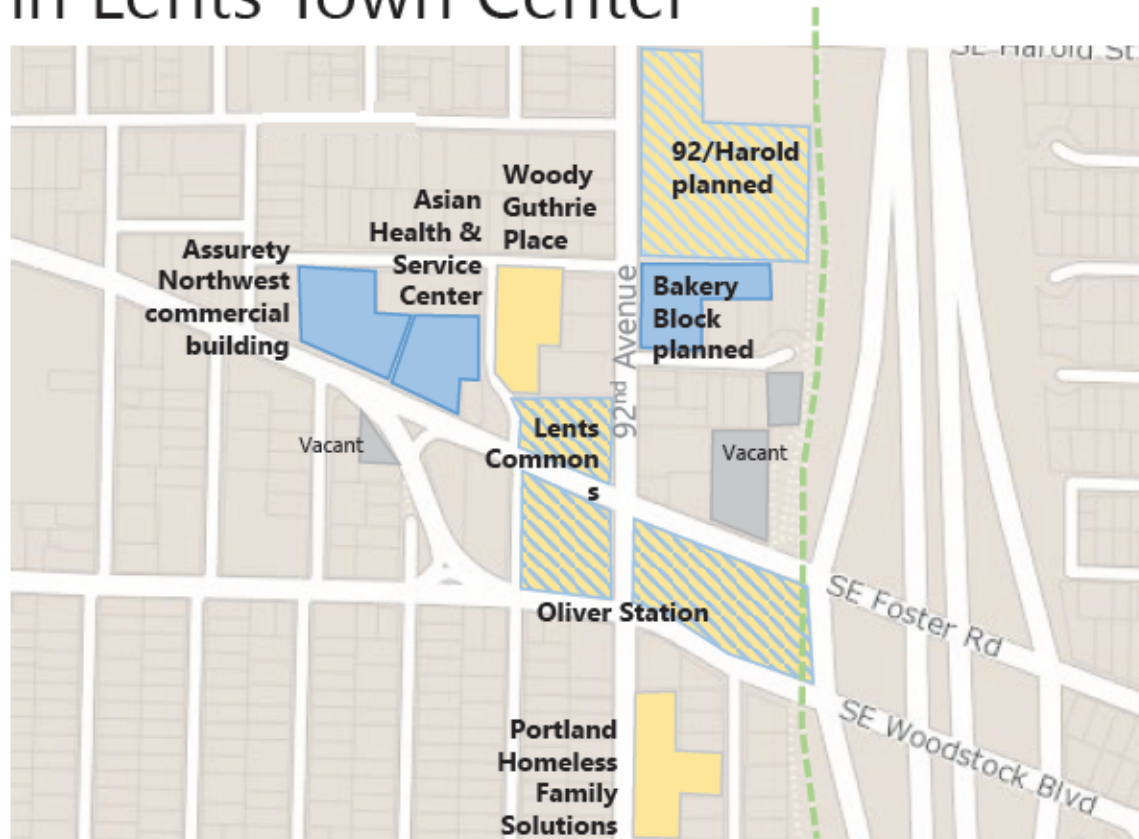 in Lents Town Center
SE Harold St
92/Harold
planned
Woody
Guthrie
Place
Asian
Health &
Service
Center
Assurety
Northwest
commercial
building
Bakery
Block
planned
92nd Avenue
Vacant
Lents
Common
s
Vacant
Oliver Station
SE Foster Rd
SE Woodstock Blvd
Portland
Homeless
Family
Solutions